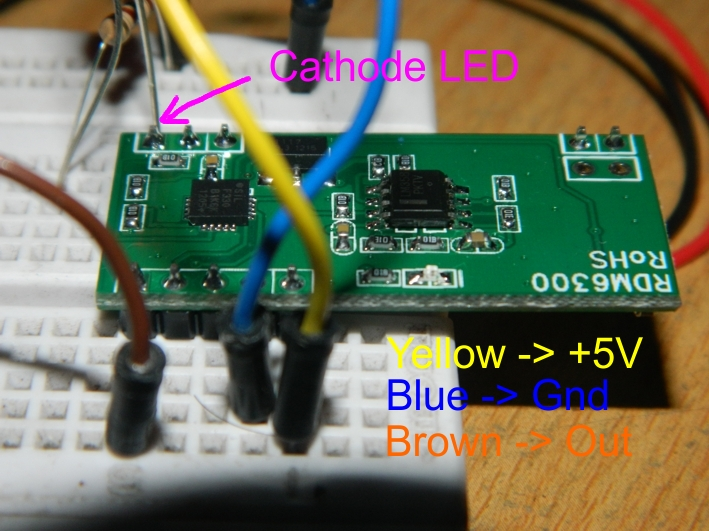 Cathode LED
RoHS
RDM6300
Yellow -> +5V
Blue -> Gnd
Brown -> Out